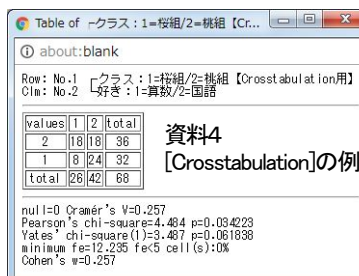 Table of ┌クラス：1=桜組/2=桃組【Cr...
about:blank
Row: No.1 ┌クラス：1=桜組/2=桃組【Crosstabulation用】
Clm: No.2 └好き：1=算数/2=国語
values 1 2 total
2 18 18 36
1 8 24 32
total 26 42 68
資料4
[Crosstabulation]の例
null=0 Cramér's V=0.257
Pearson's chi-square=4.484 p=0.034223
Yates' chi-square(1)=3.487 p=0.061838
minimum fe=12.235 fe<5 cell(s):0%
Cohen's w=0.257